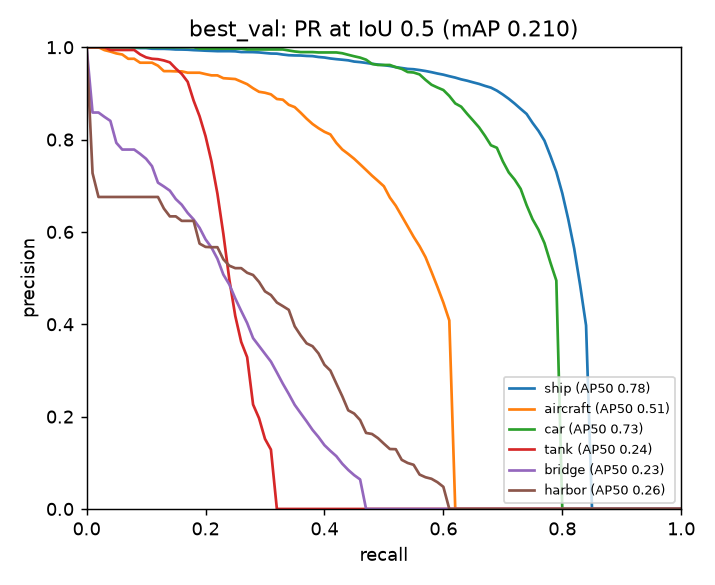 best_val: PR at IoU 0.5 (mAP 0.210)
precision
1.0
0.8
0.6
0.4
0.2
0.0
ship (AP50 0.78)
aircraft (AP50 0.51)
car (AP50 0.73)
tank (AP50 0.24)
bridge (AP50 0.23)
harbor (AP50 0.26)
0.0 0.2 0.4 0.6 0.8 1.0
recall